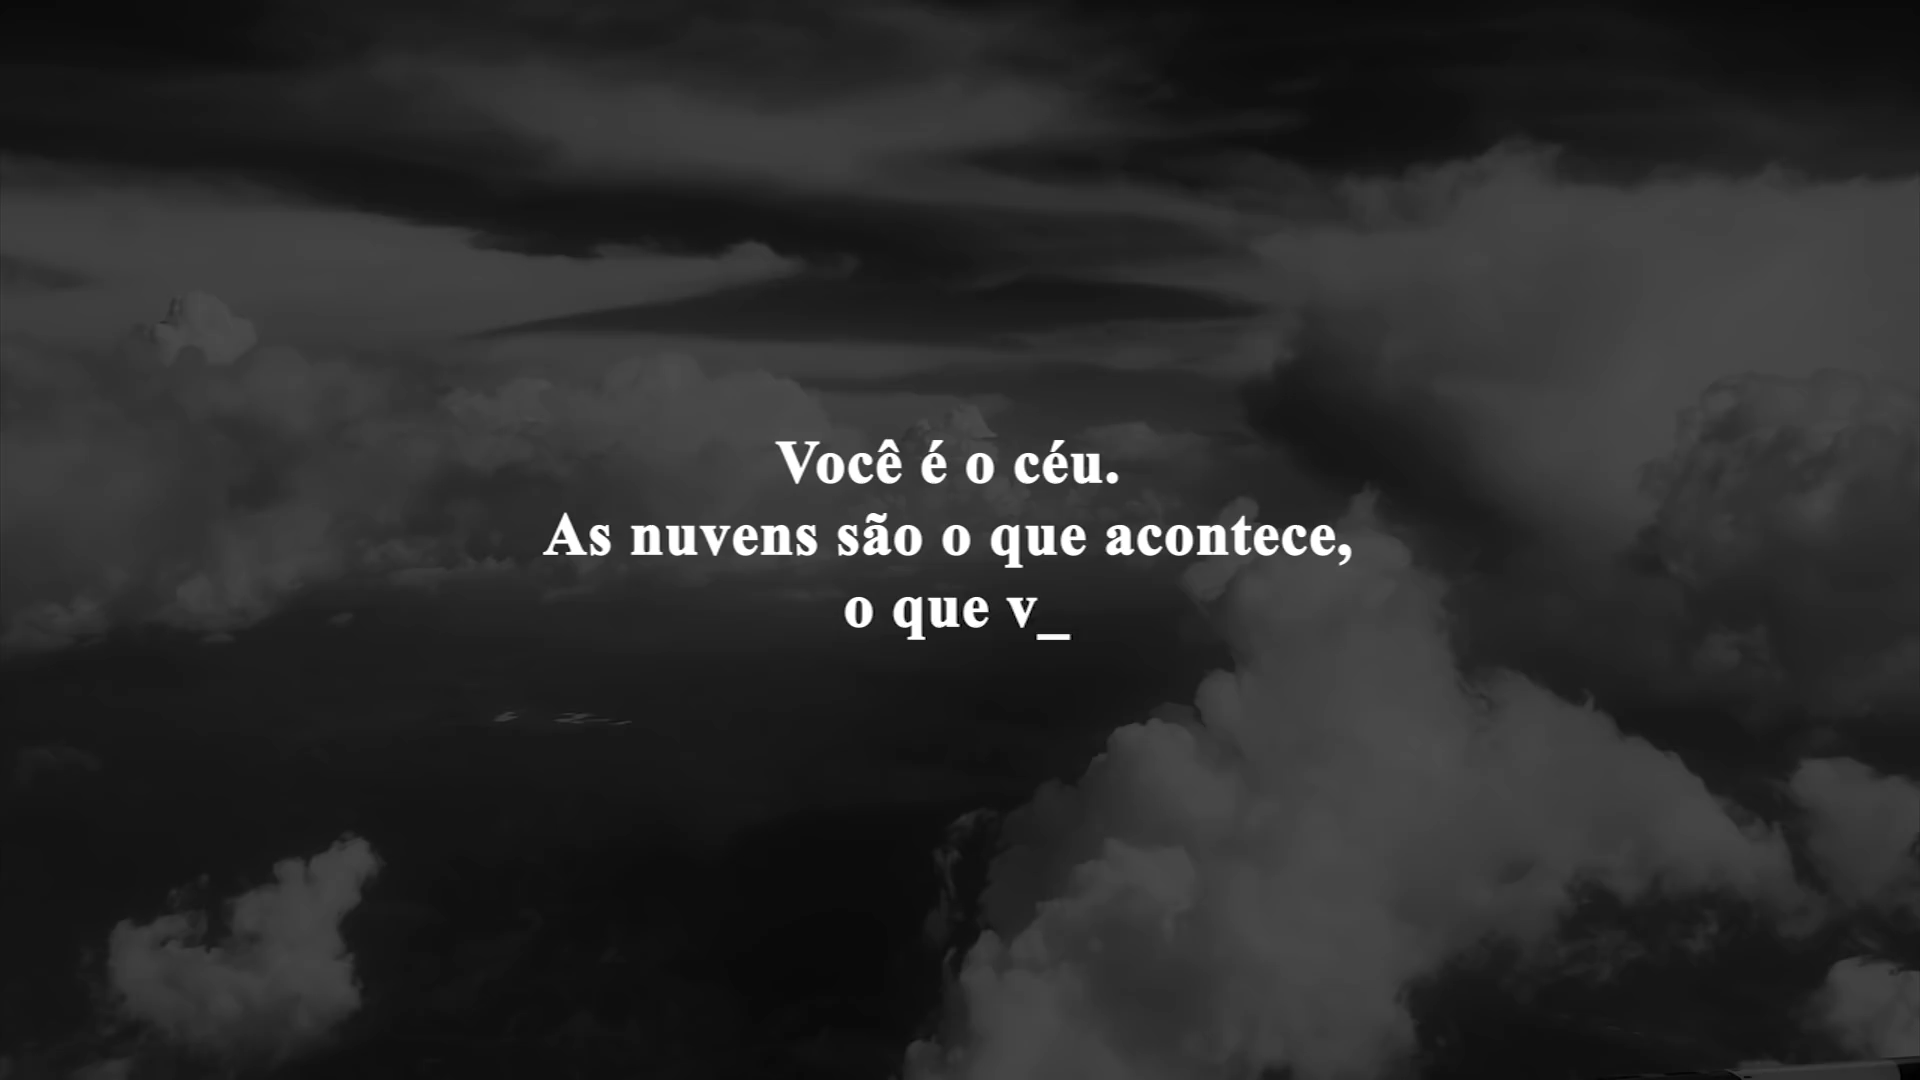 Você é o céu.
As nuvens são o que acontece,
o que v_